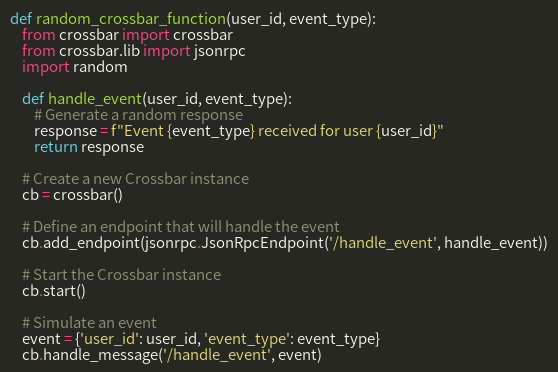 def random_crossbar_function(user_id, event_type):
    from crossbar import crossbar
    from crossbar.lib import jsonrpc
    import random

    def handle_event(user_id, event_type):
        # Generate a random response
        response = f"Event {event_type} received for user {user_id}"
        return response

    # Create a new Crossbar instance
    cb = crossbar()

    # Define an endpoint that will handle the event
    cb.add_endpoint(jsonrpc.JsonRpcEndpoint('/handle_event', handle_event))

    # Start the Crossbar instance
    cb.start()

    # Simulate an event
    event = {'user_id': user_id, 'event_type': event_type}
    cb.handle_message('/handle_event', event)